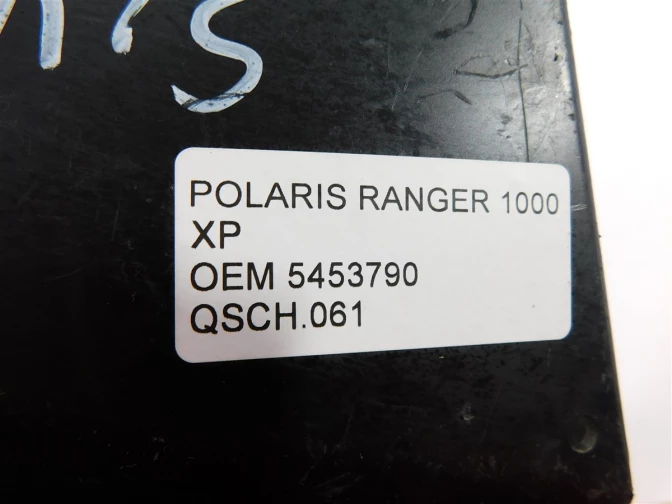 POLARIS RANGER 1000
XP
OEM 5453790
QSCH.061